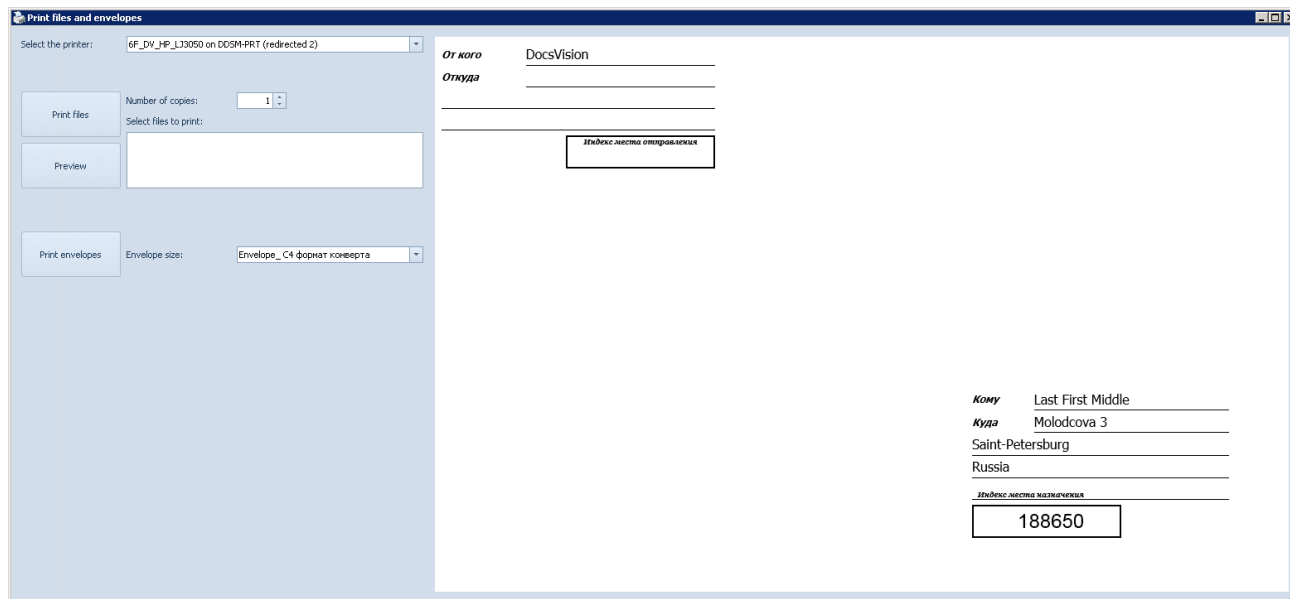 Print files and envelopes
Select the printer: 6F_DV_HP_LJ3050 on DDSM-PRT (redirected 2)
Print files
Number of copies: 1
Select files to print:
Preview
Print envelopes
Envelope size: Envelope_ C4 формат конверта
От кого DocsVision
Откуда
Индекс места отправления
Кому Last First Middle
Куда Molodcova 3
Saint-Petersburg
Russia
Индекс места назначения
188650